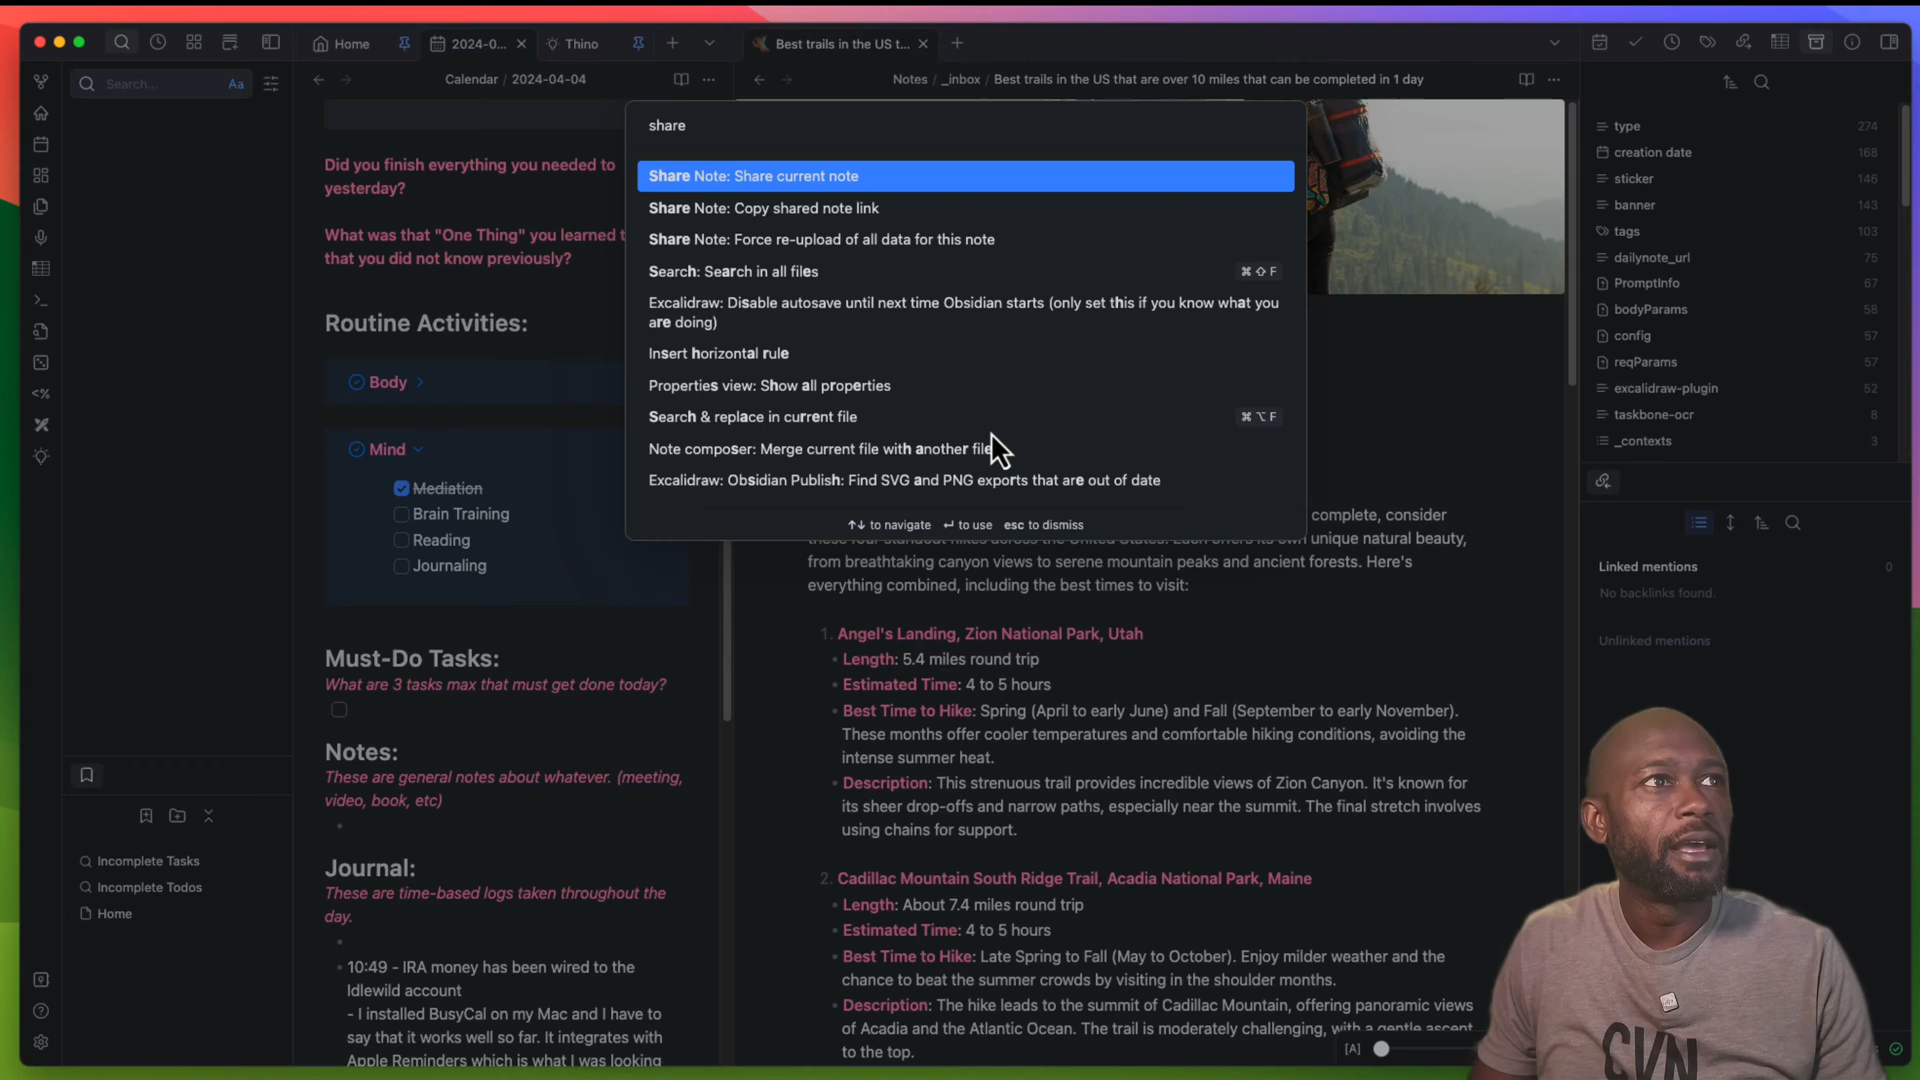 Home
2024-0...
Thino
Best trails in the US t...
Search...
Aa
Calendar / 2024-04-04
Notes / _inbox / Best trails in the US that are over 10 miles that can be completed in 1 day
Did you finish everything you needed to
yesterday?
What was that "One Thing" you learned
that you did not know previously?
Routine Activities:
Body
Mind
Mediation
Brain Training
Reading
Journaling
Must-Do Tasks:
What are 3 tasks max that must get done today?
Notes:
These are general notes about whatever. (meeting,
video, book, etc)
Journal:
These are time-based logs taken throughout the
day.
10:49 - IRA money has been wired to the
Idlewild account
- I installed BusyCal on my Mac and I have to
say that it works well so far. It integrates with
Apple Reminders which is what I was looking
Incomplete Tasks
Incomplete Todos
Home
share
Share Note: Share current note
Share Note: Copy shared note link
Share Note: Force re-upload of all data for this note
Search: Search in all files
⌘ ⇧ F
Excalidraw: Disable autosave until next time Obsidian starts (only set this if you know what you
are doing)
Insert horizontal rule
Properties view: Show all properties
Search & replace in current file
⌘ ⌥ F
Note composer: Merge current file with another file
Excalidraw: Obsidian Publish: Find SVG and PNG exports that are out of date
↑↓ to navigate ↵ to use esc to dismiss
complete, consider
these four standout hikes across the United States. Each offers its own unique natural beauty,
from breathtaking canyon views to serene mountain peaks and ancient forests. Here's
everything combined, including the best times to visit:
1. Angel's Landing, Zion National Park, Utah
Length: 5.4 miles round trip
Estimated Time: 4 to 5 hours
Best Time to Hike: Spring (April to early June) and Fall (September to early November).
These months offer cooler temperatures and comfortable hiking conditions, avoiding the
intense summer heat.
Description: This strenuous trail provides incredible views of Zion Canyon. It's known for
its sheer drop-offs and narrow paths, especially near the summit. The final stretch involves
using chains for support.
2. Cadillac Mountain South Ridge Trail, Acadia National Park, Maine
Length: About 7.4 miles round trip
Estimated Time: 4 to 5 hours
Best Time to Hike: Late Spring to Fall (May to October). Enjoy milder weather and the
chance to beat the summer crowds by visiting in the shoulder months.
Description: The hike leads to the summit of Cadillac Mountain, offering panoramic views
of Acadia and the Atlantic Ocean. The trail is moderately challenging, with a gentle ascent
to the top.
[A]
type 274
creation date 168
sticker 146
banner 143
tags 103
dailynote_url 75
PromptInfo 67
bodyParams 58
config 57
reqParams 57
excalidraw-plugin 52
taskbone-ocr 8
_contexts 3
Linked mentions 0
No backlinks found.
Unlinked mentions